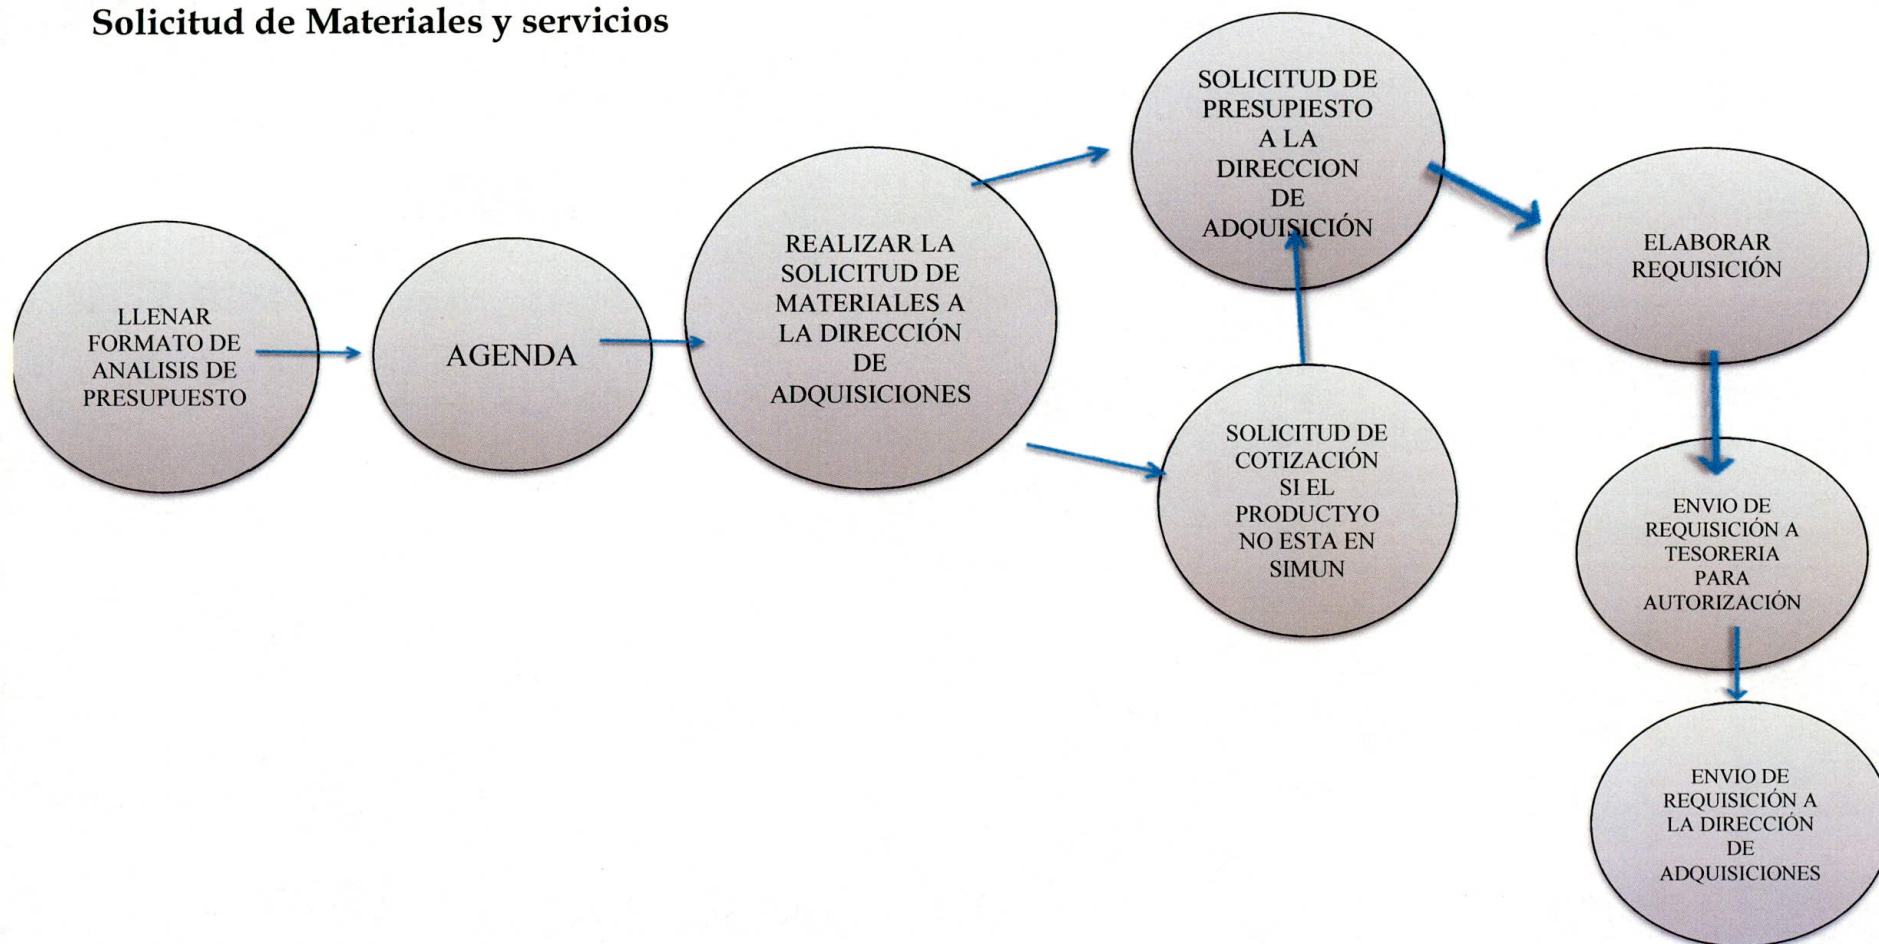 Solicitud de Materiales y servicios
LLENAR
FORMATO DE
ANALISIS DE
PRESUPUESTO
AGENDA
REALIZAR LA
SOLICITUD DE
MATERIALES A
LA DIRECCIÓN
DE
ADQUISICIONES
SOLICITUD DE
PRESUPIESTO
A LA
DIRECCION
DE
ADQUISICIÓN
SOLICITUD DE
COTIZACIÓN
SI EL
PRODUCTYO
NO ESTA EN
SIMUN
ELABORAR
REQUISICIÓN
ENVIO DE
REQUISICIÓN A
TESORERIA
PARA
AUTORIZACIÓN
ENVIO DE
REQUISICIÓN A
LA DIRECCIÓN
DE
ADQUISICIONES